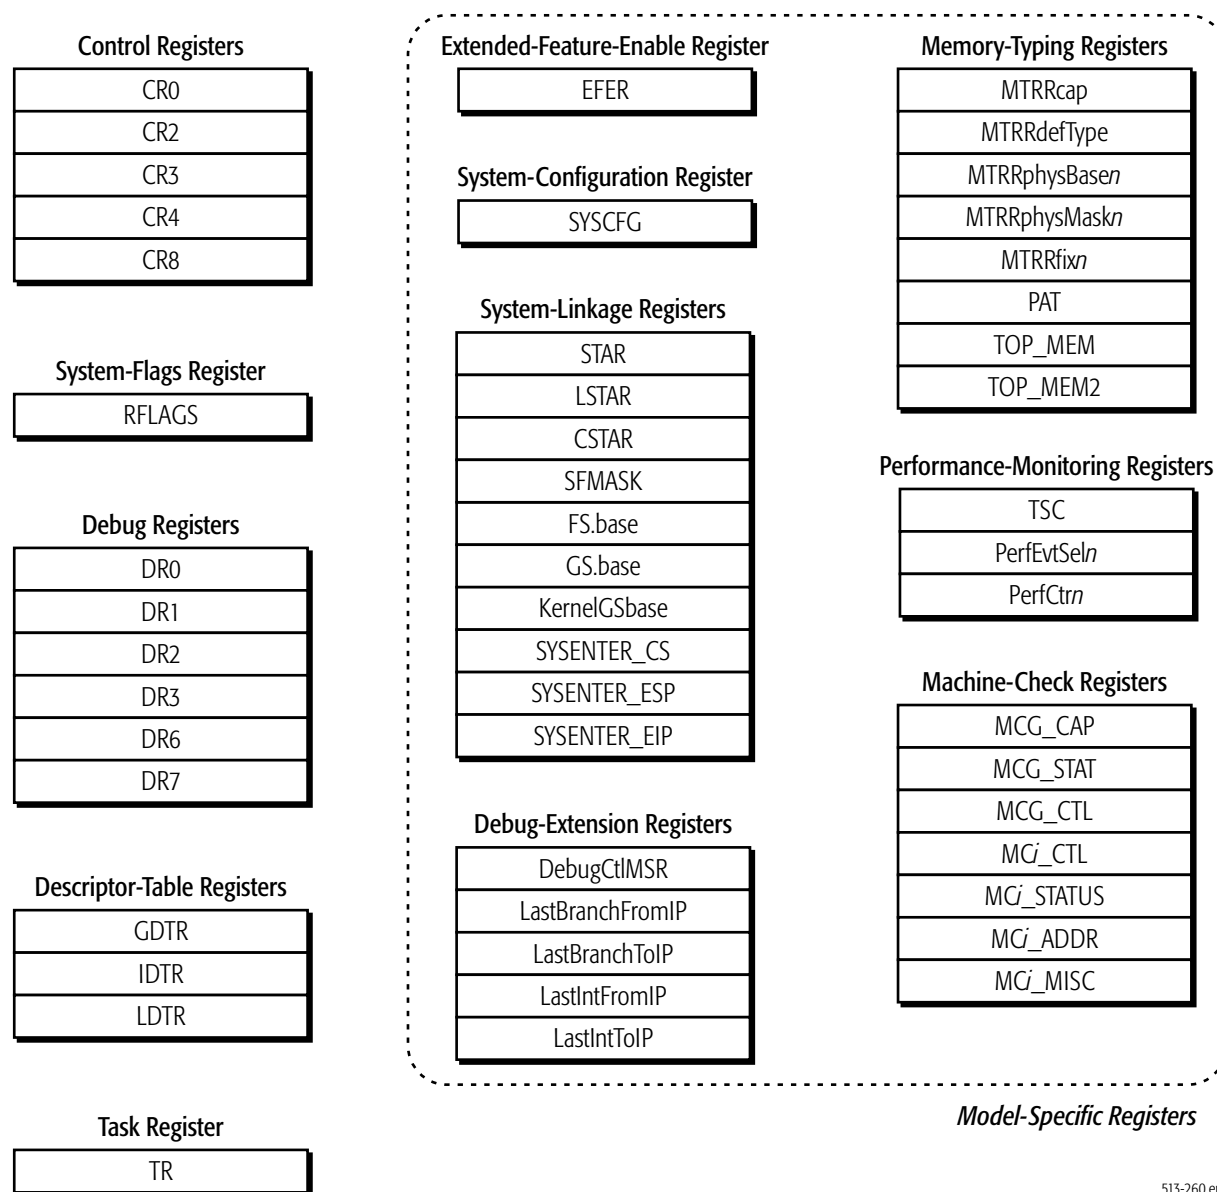 Control Registers
CR0
CR2
CR3
CR4
CR8
System-Flags Register
RFLAGS
Debug Registers
DR0
DR1
DR2
DR3
DR6
DR7
Descriptor-Table Registers
GDTR
IDTR
LDTR
Task Register
TR
Extended-Feature-Enable Register
EFER
System-Configuration Register
SYSCFG
System-Linkage Registers
STAR
LSTAR
CSTAR
SFMASK
FS.base
GS.base
KernelGSbase
SYSENTER_CS
SYSENTER_ESP
SYSENTER_EIP
Debug-Extension Registers
DebugCtlMSR
LastBranchFromIP
LastBranchToIP
LastIntFromIP
LastIntToIP
Memory-Typing Registers
MTRRcap
MTRRdefType
MTRRphysBasen
MTRRphysMaskn
MTRRfixn
PAT
TOP_MEM
TOP_MEM2
Performance-Monitoring Registers
TSC
PerfEvtSeln
PerfCtrn
Machine-Check Registers
MCG_CAP
MCG_STAT
MCG_CTL
MCi_CTL
MCi_STATUS
MCi_ADDR
MCi_MISC
Model-Specific Registers